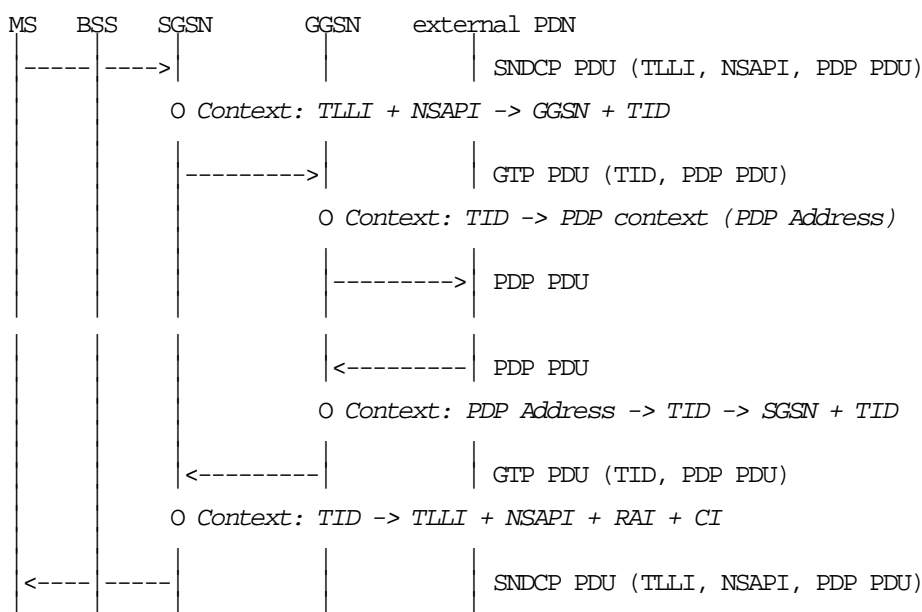 MS BSS SGSN GGSN external PDN
SNDCP PDU (TLLI, NSAPI, PDP PDU)
O Context: TLLI + NSAPI -> GGSN + TID
GTP PDU (TID, PDP PDU)
O Context: TID -> PDP context (PDP Address)
PDP PDU
PDP PDU
O Context: PDP Address -> TID -> SGSN + TID
GTP PDU (TID, PDP PDU)
O Context: TID -> TLLI + NSAPI + RAI + CI
SNDCP PDU (TLLI, NSAPI, PDP PDU)